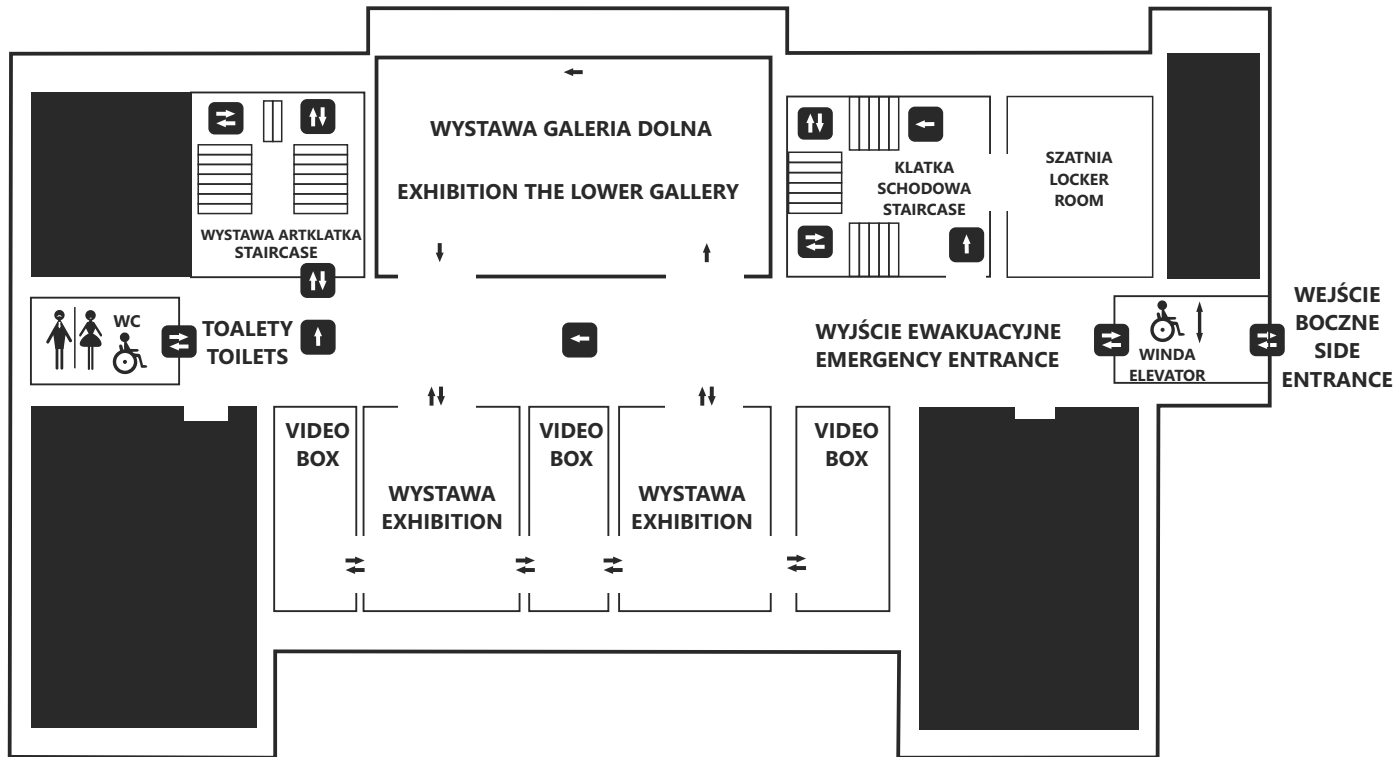 WYSTAWA GALERIA DOLNA
EXHIBITION THE LOWER GALLERY
WYSTAWA ARTKLATKA
STAIRCASE
KLATKA
SCHODOWA
STAIRCASE
SZATNIA
LOCKER
ROOM
WC
TOALETY
TOILETS
WYJŚCIE EWAKUACYJNE
EMERGENCY ENTRANCE
WINDA
ELEVATOR
WEJŚCIE
BOCZNE
SIDE
ENTRANCE
VIDEO
BOX
WYSTAWA
EXHIBITION
VIDEO
BOX
WYSTAWA
EXHIBITION
VIDEO
BOX